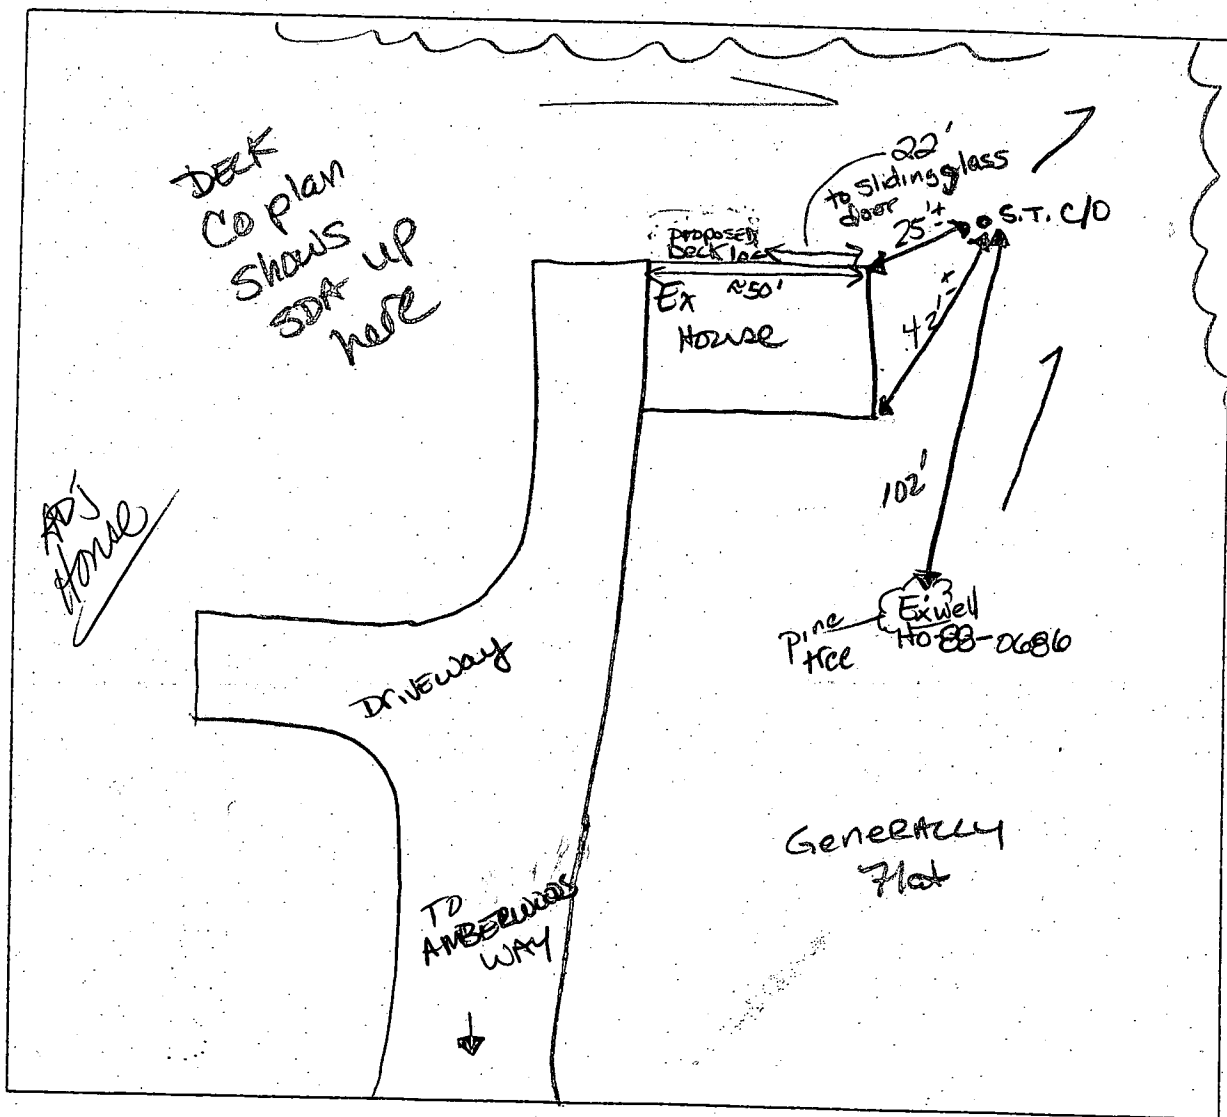 DECK
Co plan
shows
SDA up
here
22'
to sliding glass
door
25'±
S.T. C/O
proposed
Deck loc
≈50'
Ex
House
42'±
102'
ADJ
House
Pine
tree
Ex well
HO-88-0686
Driveway
Generally
Flat
TO
AMBERWOODS
WAY